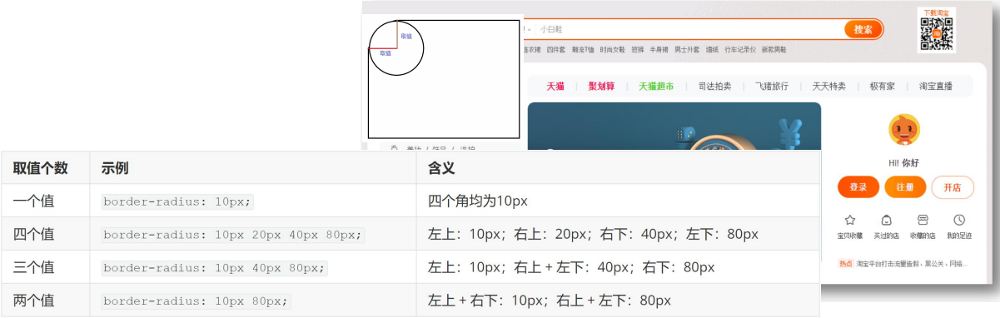 下载淘宝
取值
取值
小白鞋
搜索
连衣裙 四件套 潮流T恤 时尚女鞋 短裤 半身裙 男士外套 墙纸 行车记录仪 新款男鞋
天猫 聚划算 天猫超市 司法拍卖 飞猪旅行 天天特卖 极有家 淘宝直播
Hi! 你好
登录 注册 开店
宝贝收藏 买过的店 收藏的店 我的足迹
热点 淘宝平台打击流量造假、黑公关、网络...
取值个数 示例 含义
一个值 border-radius: 10px; 四个角均为10px
四个值 border-radius: 10px 20px 40px 80px; 左上：10px；右上：20px；右下：40px；左下：80px
三个值 border-radius: 10px 40px 80px; 左上：10px；右上 + 左下：40px；右下：80px
两个值 border-radius: 10px 80px; 左上 + 右下：10px；右上 + 左下：80px